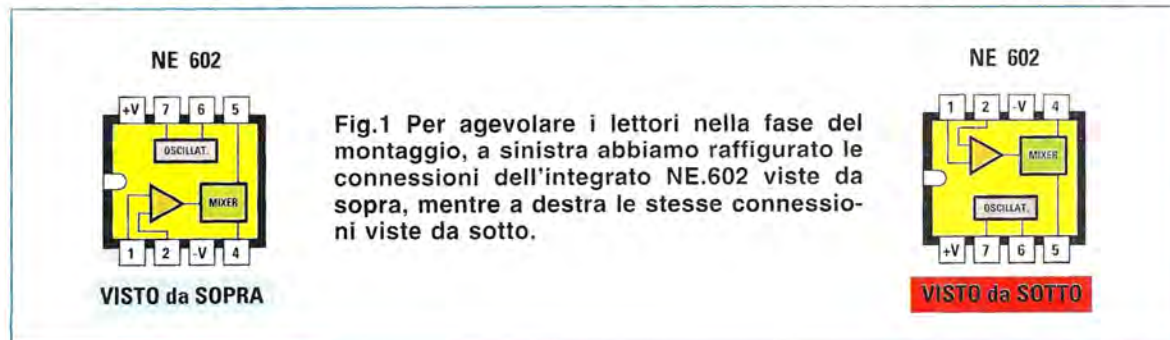 NE 602
+V 7 6 5
OSCILLAT.
MIXER
1 2 -V 4
VISTO da SOPRA
Fig.1 Per agevolare i lettori nella fase del
montaggio, a sinistra abbiamo raffigurato le
connessioni dell'integrato NE.602 viste da
sopra, mentre a destra le stesse connessio-
ni viste da sotto.
NE 602
1 2 -V 4
MIXER
OSCILLAT.
+V 7 6 5
VISTO da SOTTO